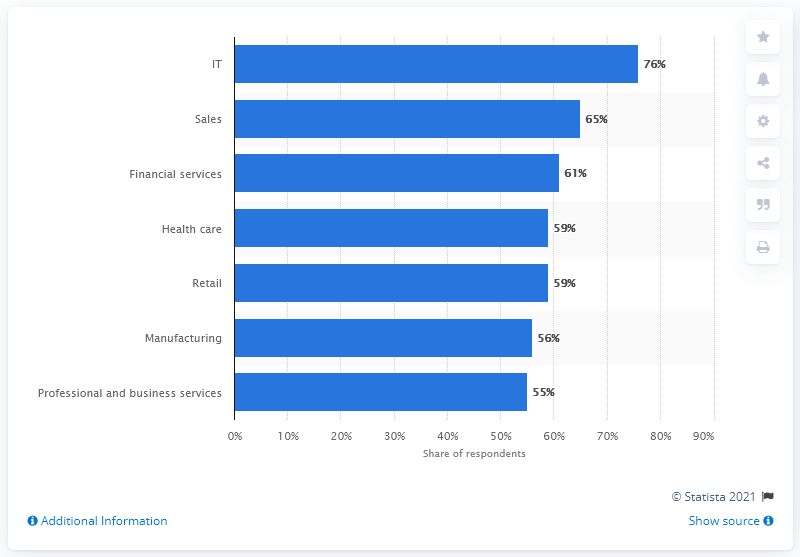 IT 76%
Sales 65%
Financial services 61%
Health care 59%
Retail 59%
Manufacturing 56%
Professional and business services 55%
0% 10% 20% 30% 40% 50% 60% 70% 80% 90%
Share of respondents
© Statista 2021
Additional Information Show source